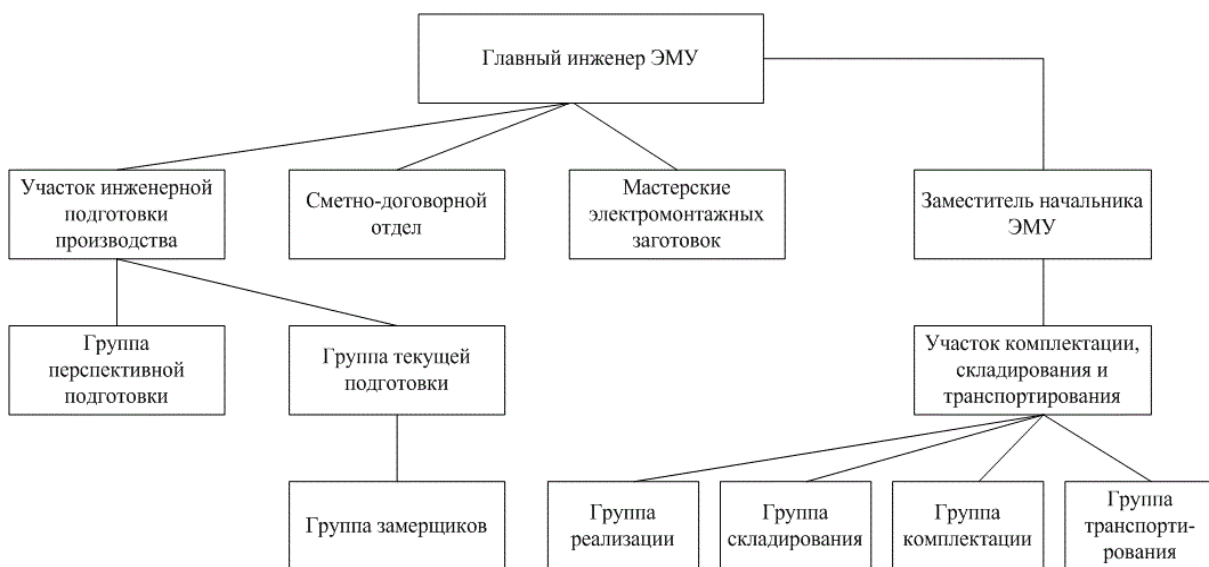 Главный инженер ЭМУ
Участок инженерной
подготовки
производства
Сметно-договорной
отдел
Мастерские
электромонтажных
заготовок
Заместитель начальника
ЭМУ
Группа
перспективной
подготовки
Группа текущей
подготовки
Участок комплектации,
складирования и
транспортирования
Группа замерщиков
Группа
реализации
Группа
складирования
Группа
комплектации
Группа
транспорти-
рования